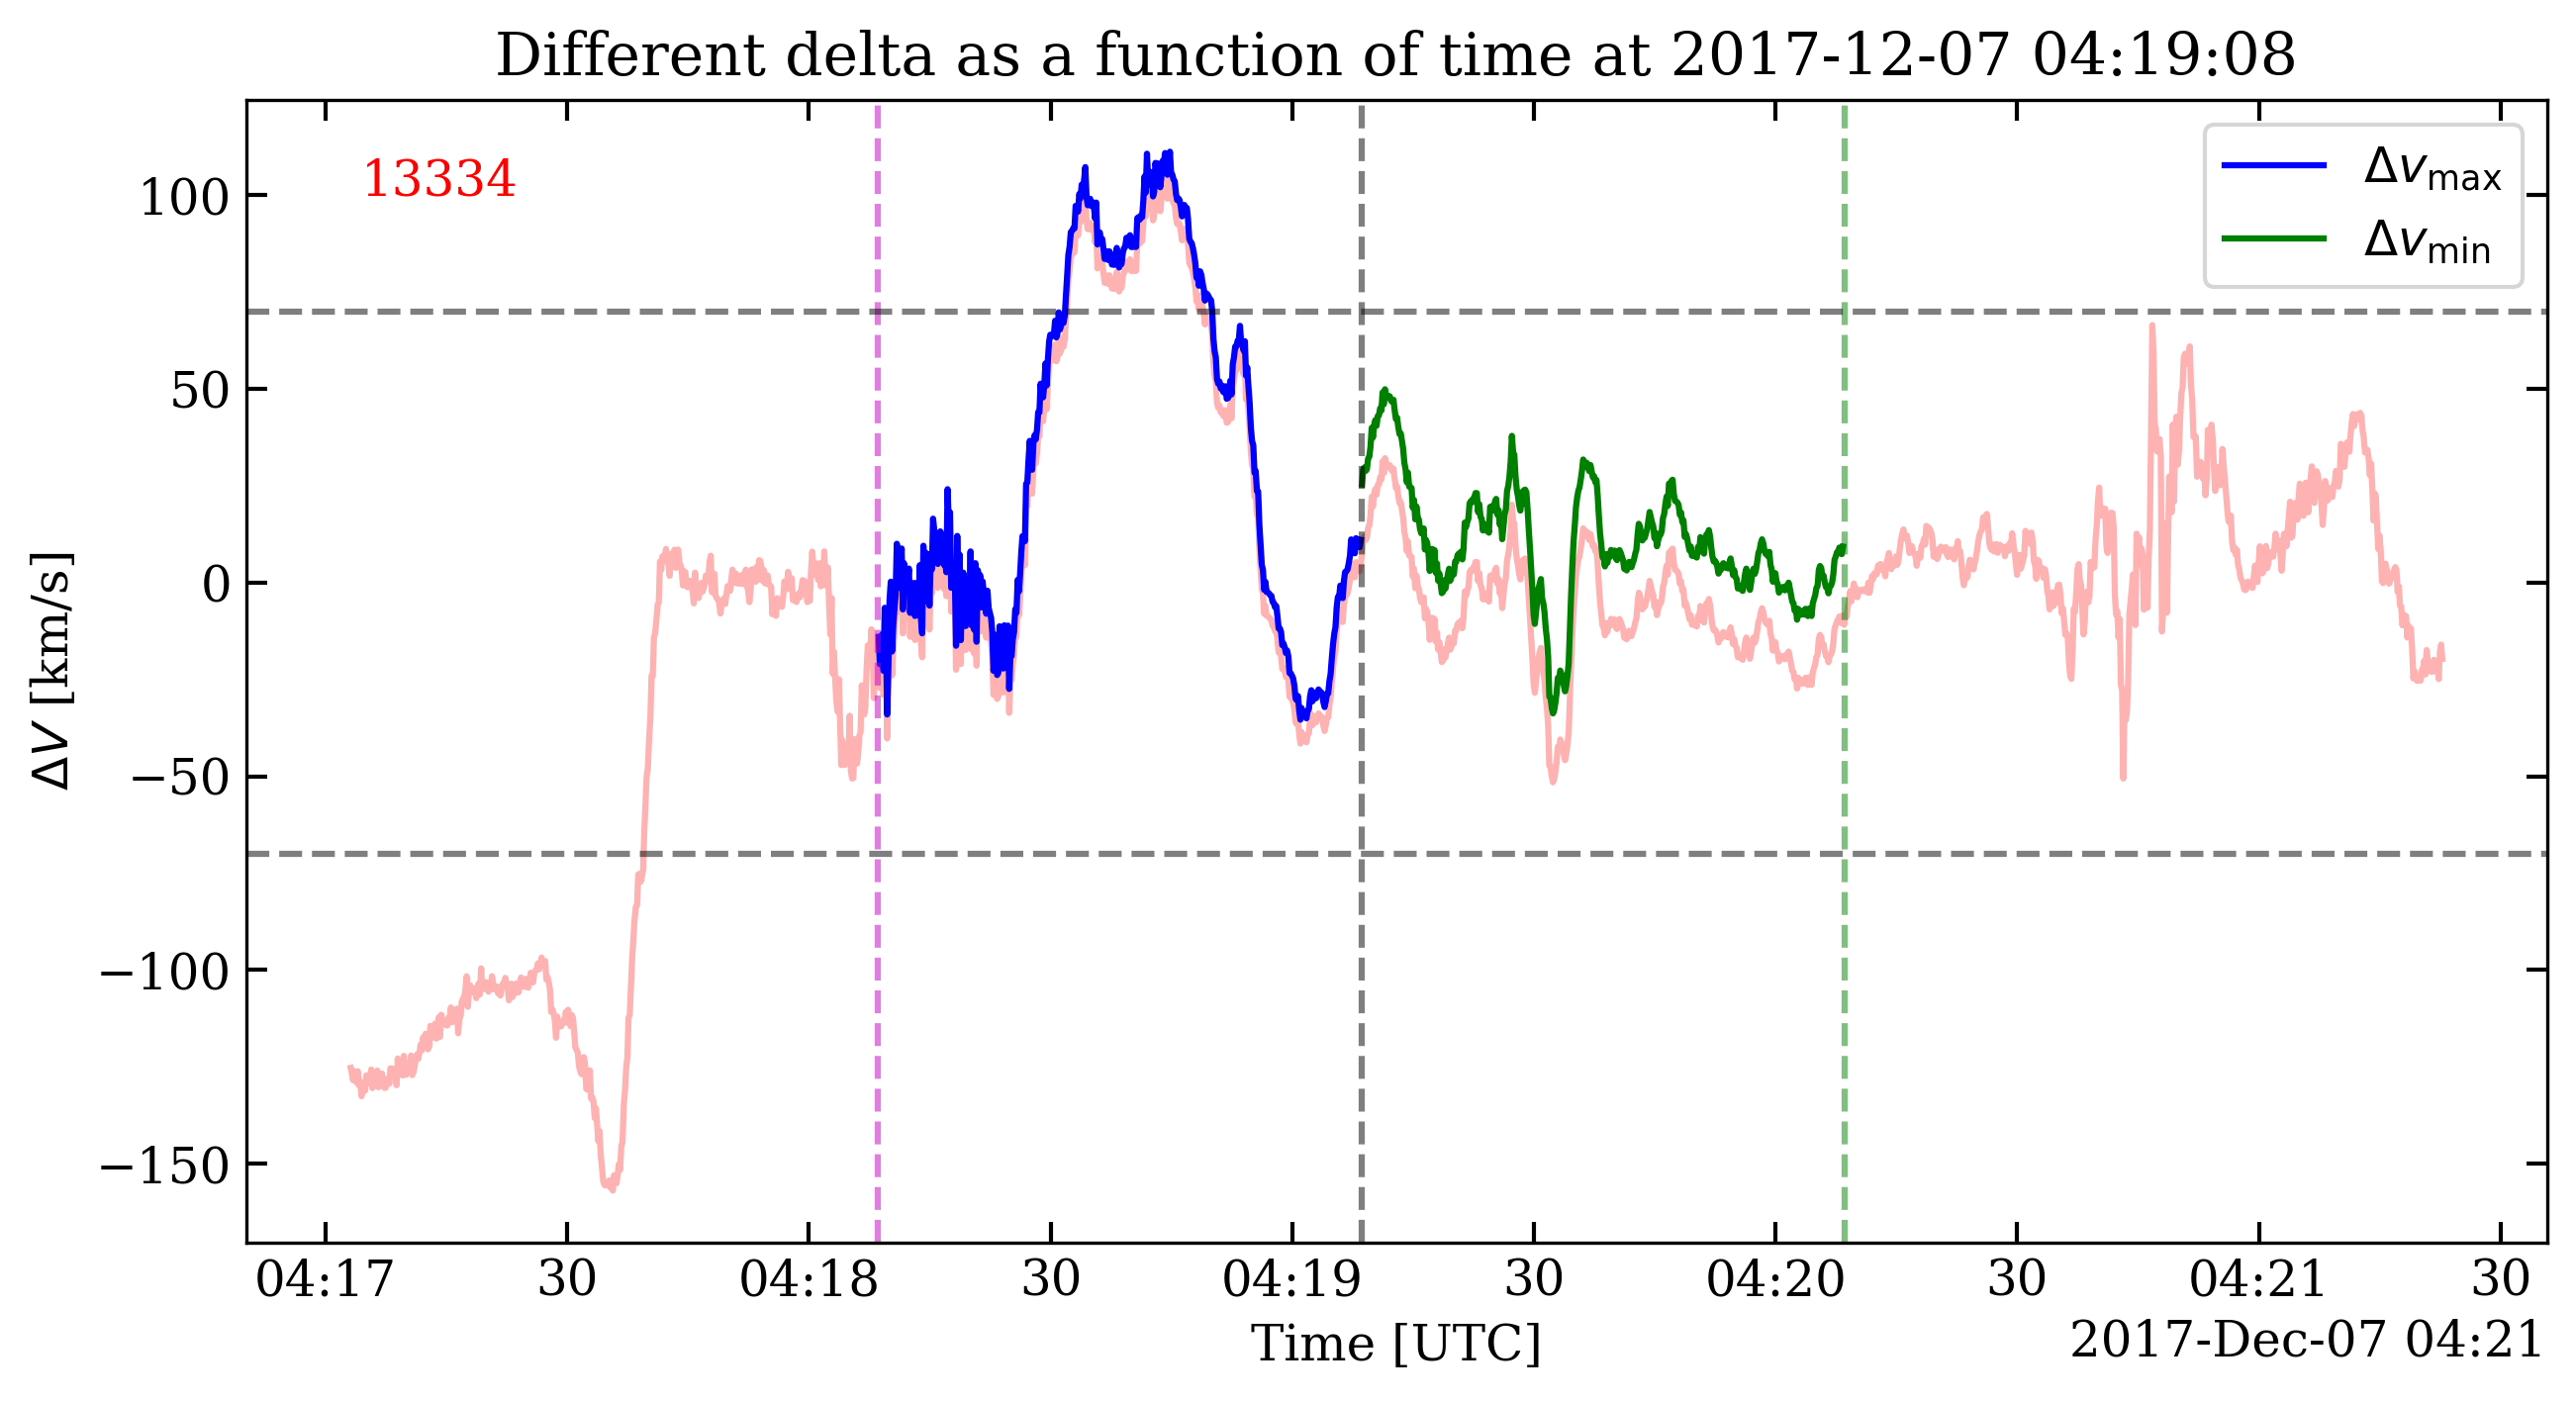 Different delta as a function of time at 2017-12-07 04:19:08
13334
Δv_max
Δv_min
100
50
0
−50
−100
−150
ΔV [km/s]
04:17 30 04:18 30 04:19 30 04:20 30 04:21 30
Time [UTC]
2017-Dec-07 04:21